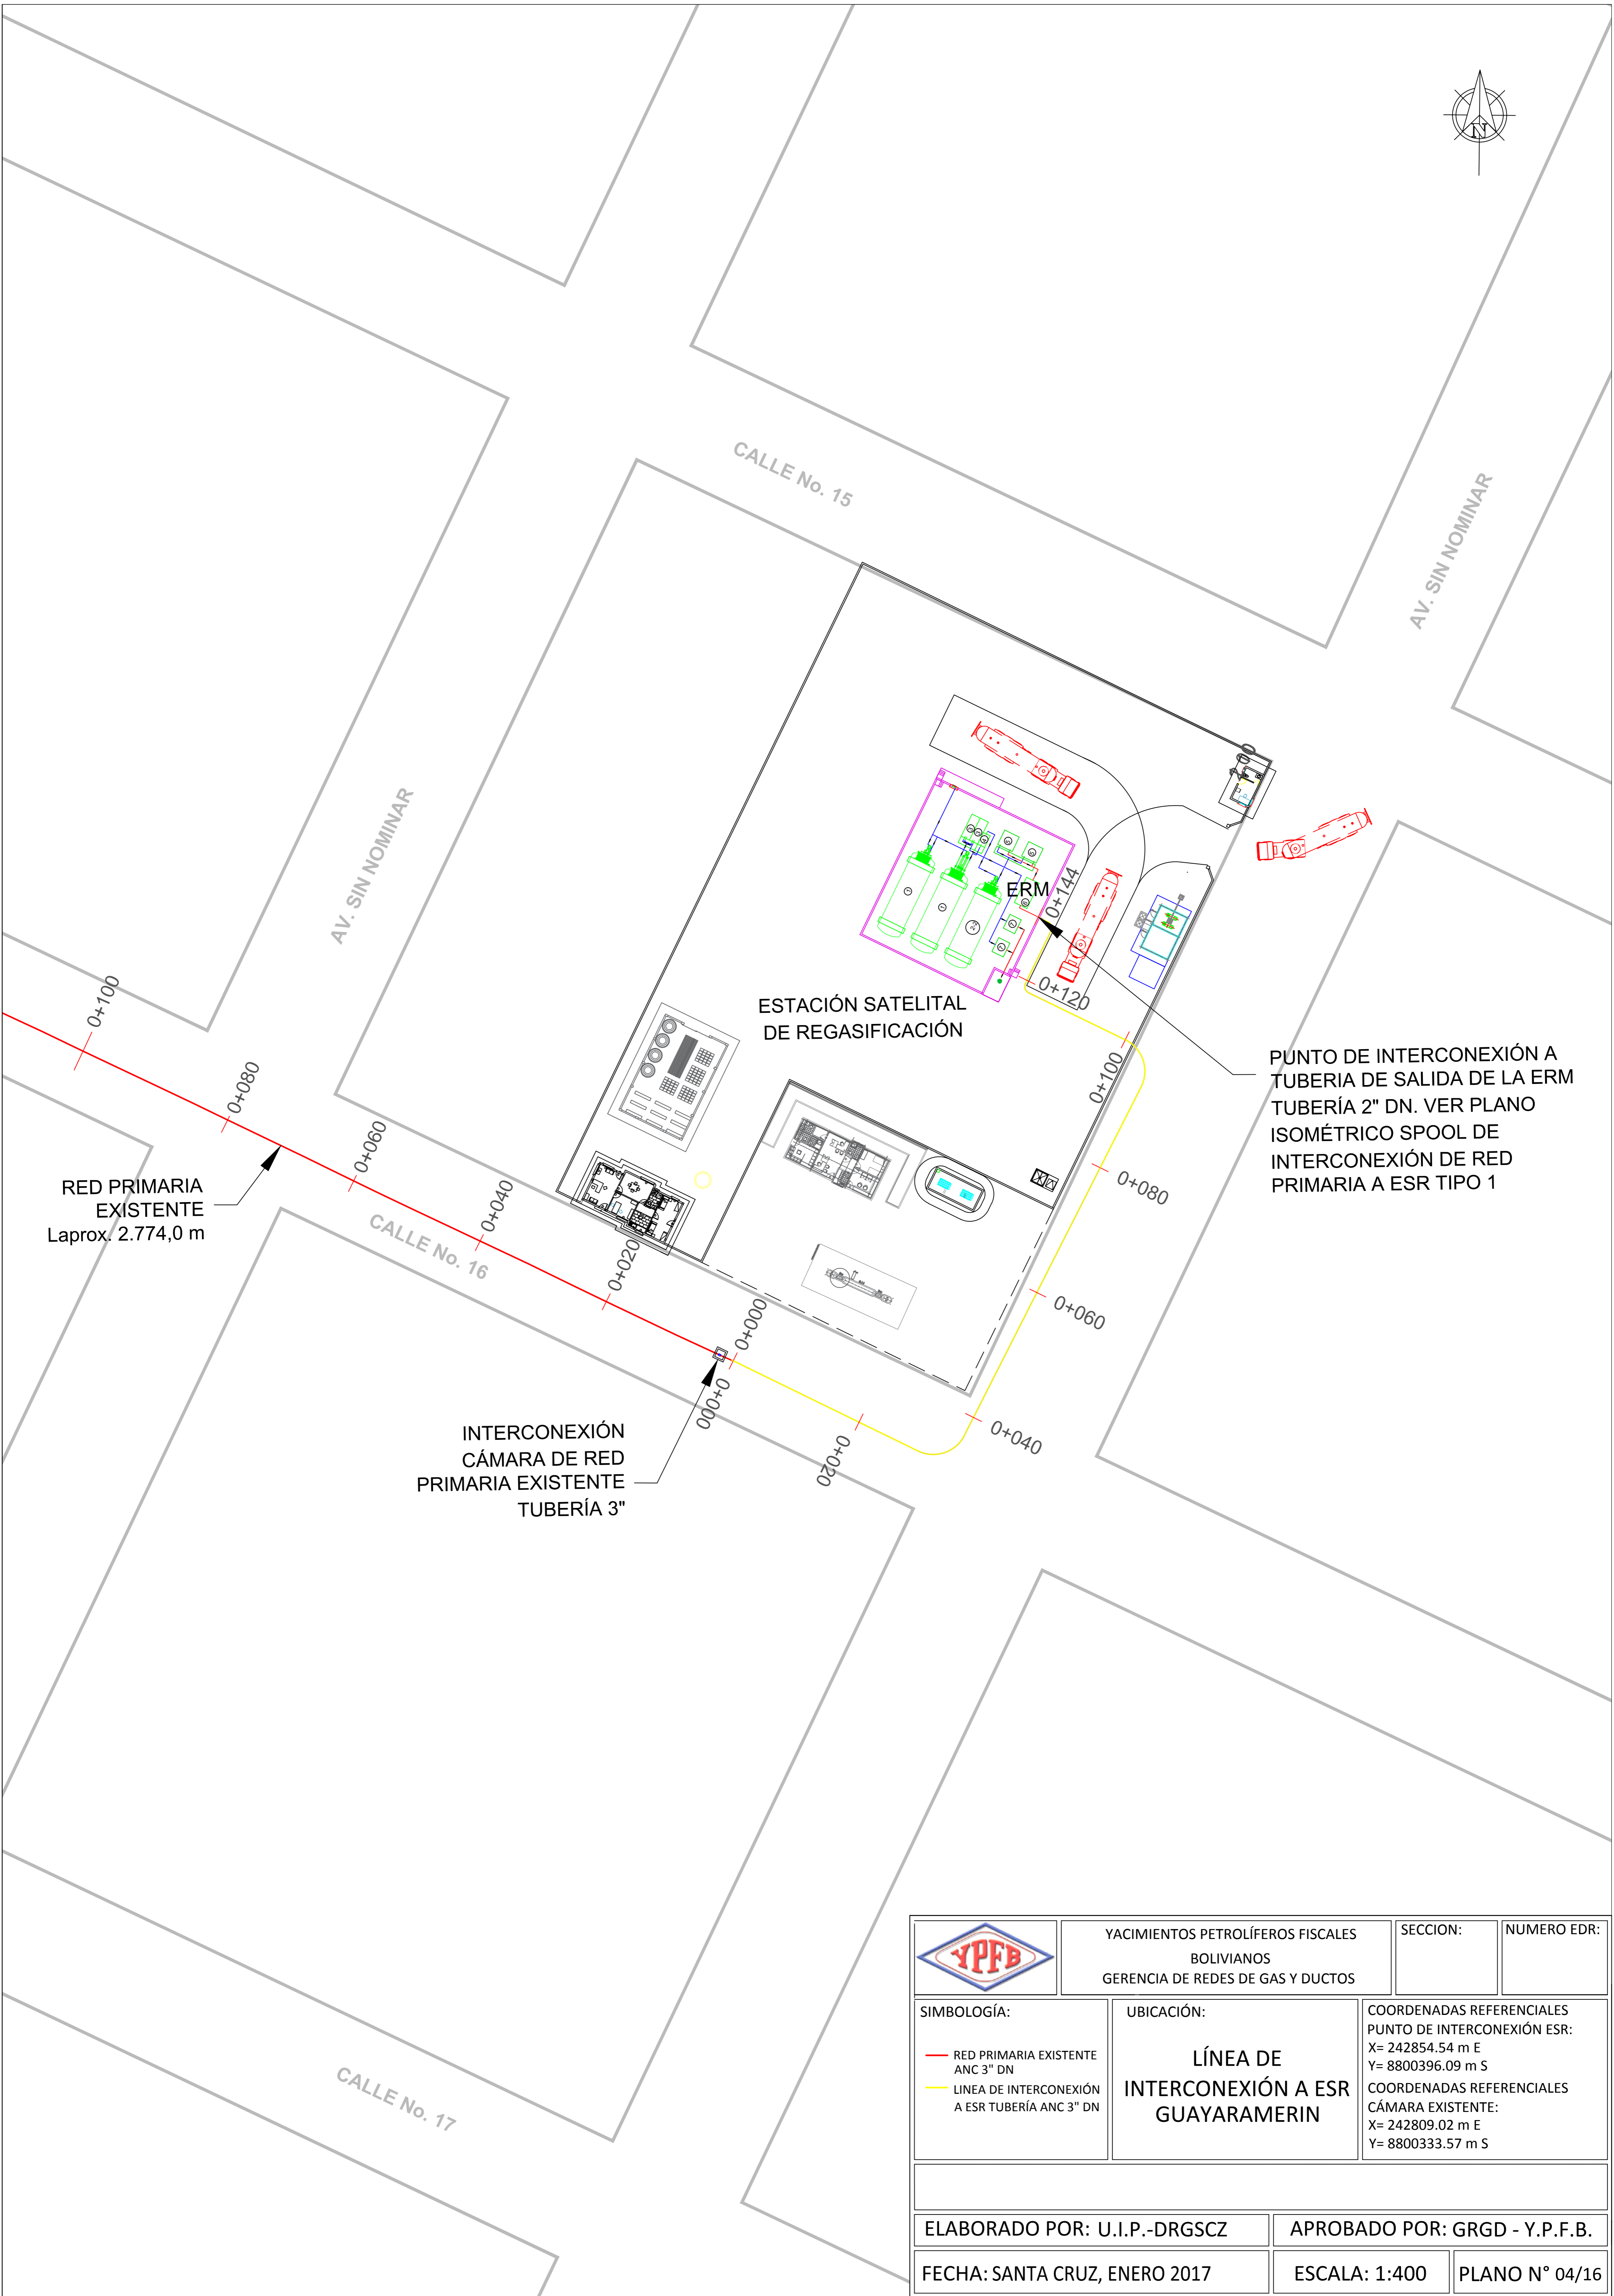 N
CALLE No. 15
AV. SIN NOMINAR
AV. SIN NOMINAR
ERM
0+144
0+120
ESTACIÓN SATELITAL
DE REGASIFICACIÓN
0+100
0+100
0+080
0+060
0+040
0+020
0+000
0+080
0+060
0+040
0+020
0+000
PUNTO DE INTERCONEXIÓN A
TUBERIA DE SALIDA DE LA ERM
TUBERÍA 2" DN. VER PLANO
ISOMÉTRICO SPOOL DE
INTERCONEXIÓN DE RED
PRIMARIA A ESR TIPO 1
RED PRIMARIA
EXISTENTE
Laprox. 2.774,0 m
CALLE No. 16
INTERCONEXIÓN
CÁMARA DE RED
PRIMARIA EXISTENTE
TUBERÍA 3"
CALLE No. 17
YPFB
YACIMIENTOS PETROLÍFEROS FISCALES
BOLIVIANOS
GERENCIA DE REDES DE GAS Y DUCTOS
SECCION:
NUMERO EDR:
SIMBOLOGÍA:
RED PRIMARIA EXISTENTE
ANC 3" DN
LINEA DE INTERCONEXIÓN
A ESR TUBERÍA ANC 3" DN
UBICACIÓN:
LÍNEA DE
INTERCONEXIÓN A ESR
GUAYARAMERIN
COORDENADAS REFERENCIALES
PUNTO DE INTERCONEXIÓN ESR:
X= 242854.54 m E
Y= 8800396.09 m S
COORDENADAS REFERENCIALES
CÁMARA EXISTENTE:
X= 242809.02 m E
Y= 8800333.57 m S
ELABORADO POR: U.I.P.-DRGSCZ
APROBADO POR: GRGD - Y.P.F.B.
FECHA: SANTA CRUZ, ENERO 2017
ESCALA: 1:400
PLANO N° 04/16